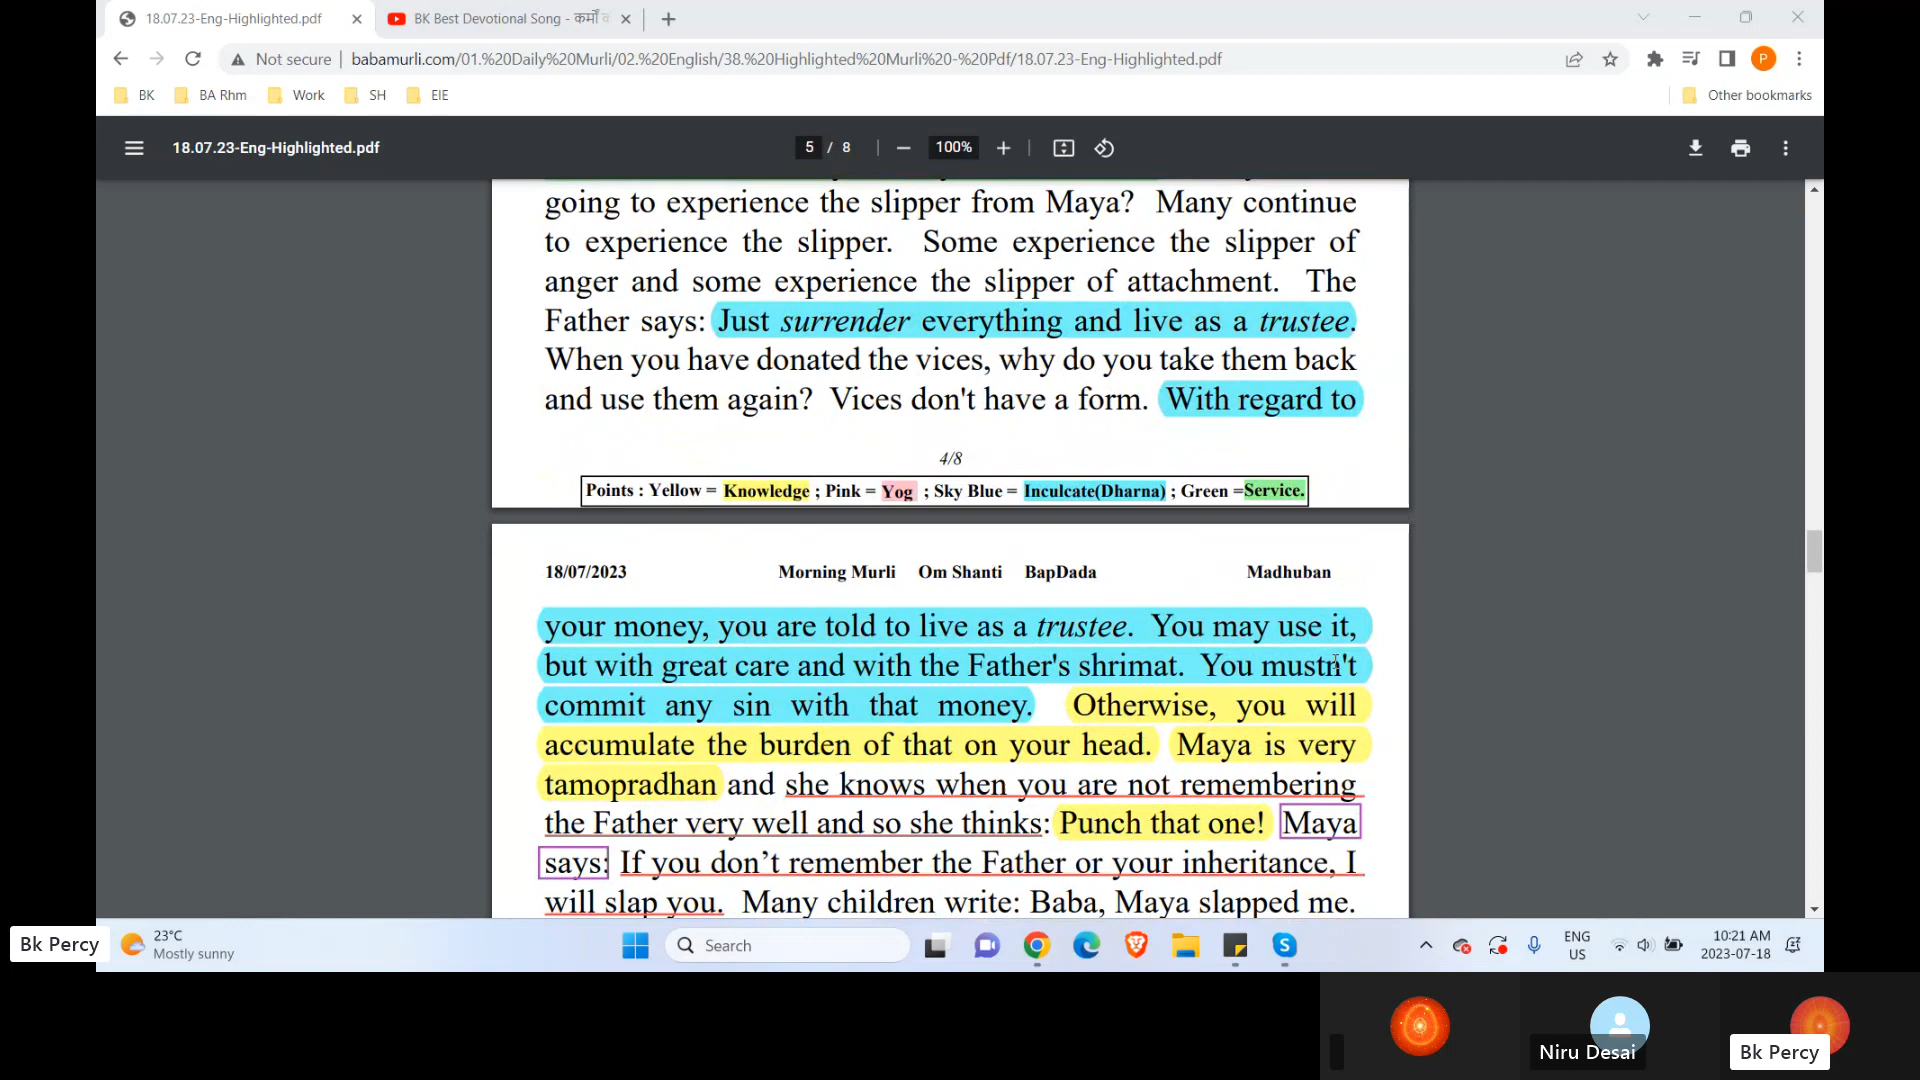 18.07.23-Eng-Highlighted.pdf
BK Best Devotional Song - कर्मों
Not secure
babamurli.com/01.%20Daily%20Murli/02.%20English/38.%20Highlighted%20Murli%20-%20Pdf/18.07.23-Eng-Highlighted.pdf
P
BK
BA Rhm
Work
SH
EIE
Other bookmarks
18.07.23-Eng-Highlighted.pdf
5 / 8
100%
going to experience the slipper from Maya? Many continue
to experience the slipper. Some experience the slipper of
anger and some experience the slipper of attachment. The
Father says: Just surrender everything and live as a trustee.
When you have donated the vices, why do you take them back
and use them again? Vices don't have a form. With regard to
4/8
Points : Yellow = Knowledge ; Pink = Yog ; Sky Blue = Inculcate(Dharna) ; Green =Service.
18/07/2023 Morning Murli Om Shanti BapDada Madhuban
your money, you are told to live as a trustee. You may use it,
but with great care and with the Father's shrimat. You mustn't
commit any sin with that money. Otherwise, you will
accumulate the burden of that on your head. Maya is very
tamopradhan and she knows when you are not remembering
the Father very well and so she thinks: Punch that one! Maya
says: If you don’t remember the Father or your inheritance, I
will slap you. Many children write: Baba, Maya slapped me.
Bk Percy
23°C
Mostly sunny
Search
ENG
US
10:21 AM
2023-07-18
Niru Desai
Bk Percy